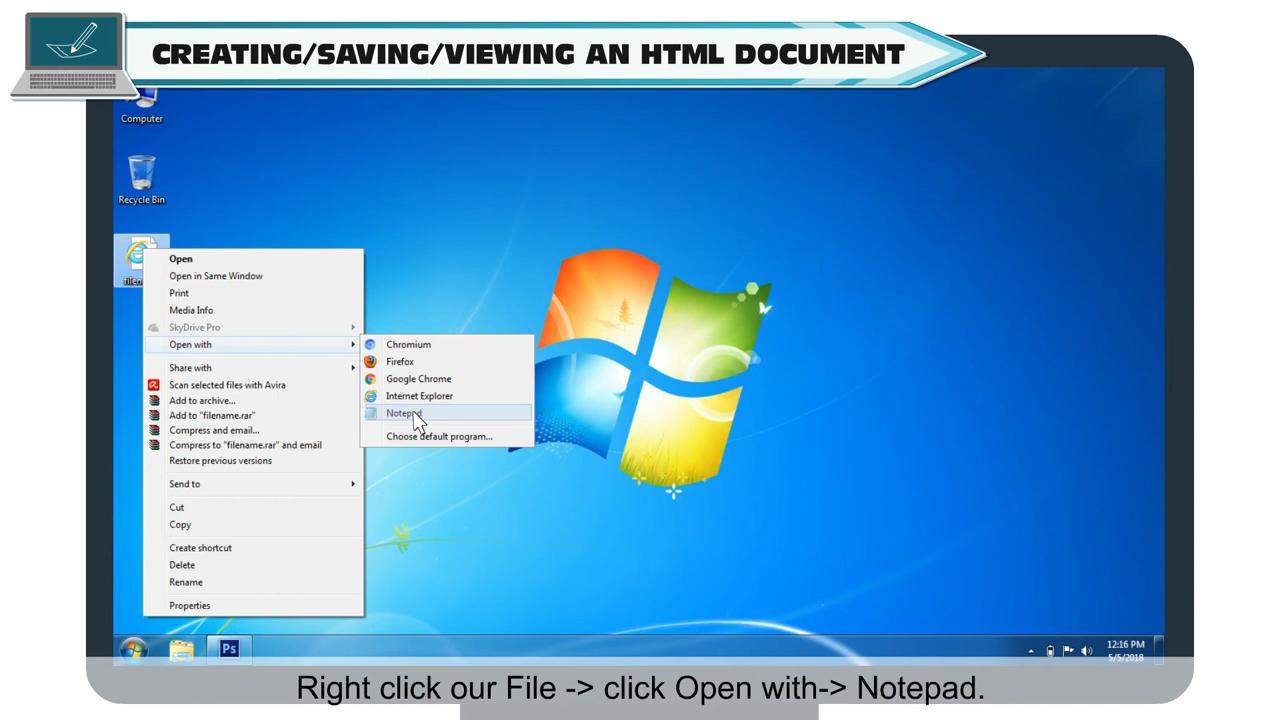 CREATING/SAVING/VIEWING AN HTML DOCUMENT
Computer
Recycle Bin
Open
Open in Same Window
Print
Media Info
SkyDrive Pro
Open with
Share with
Scan selected files with Avira
Add to archive...
Add to "filename.rar"
Compress and email...
Compress to "filename.rar" and email
Restore previous versions
Send to
Cut
Copy
Create shortcut
Delete
Rename
Properties
Chromium
Firefox
Google Chrome
Internet Explorer
Notepad
Choose default program...
Ps
12:16 PM
5/5/2018
Right click our File -> click Open with-> Notepad.